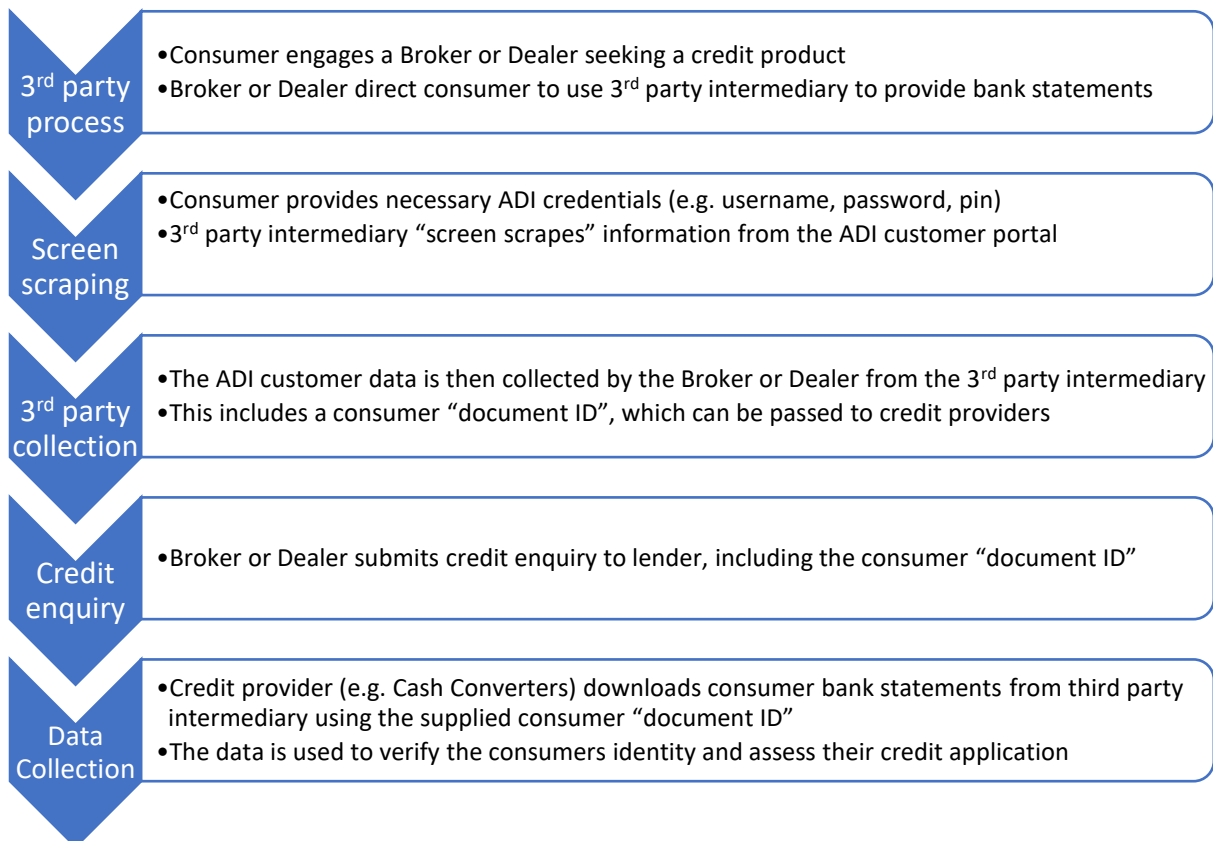 3rd party
process
•Consumer engages a Broker or Dealer seeking a credit product
•Broker or Dealer direct consumer to use 3rd party intermediary to provide bank statements
Screen
scraping
•Consumer provides necessary ADI credentials (e.g. username, password, pin)
•3rd party intermediary “screen scrapes” information from the ADI customer portal
3rd party
collection
•The ADI customer data is then collected by the Broker or Dealer from the 3rd party intermediary
•This includes a consumer “document ID”, which can be passed to credit providers
Credit
enquiry
•Broker or Dealer submits credit enquiry to lender, including the consumer “document ID”
Data
Collection
•Credit provider (e.g. Cash Converters) downloads consumer bank statements from third party
intermediary using the supplied consumer “document ID”
•The data is used to verify the consumers identity and assess their credit application